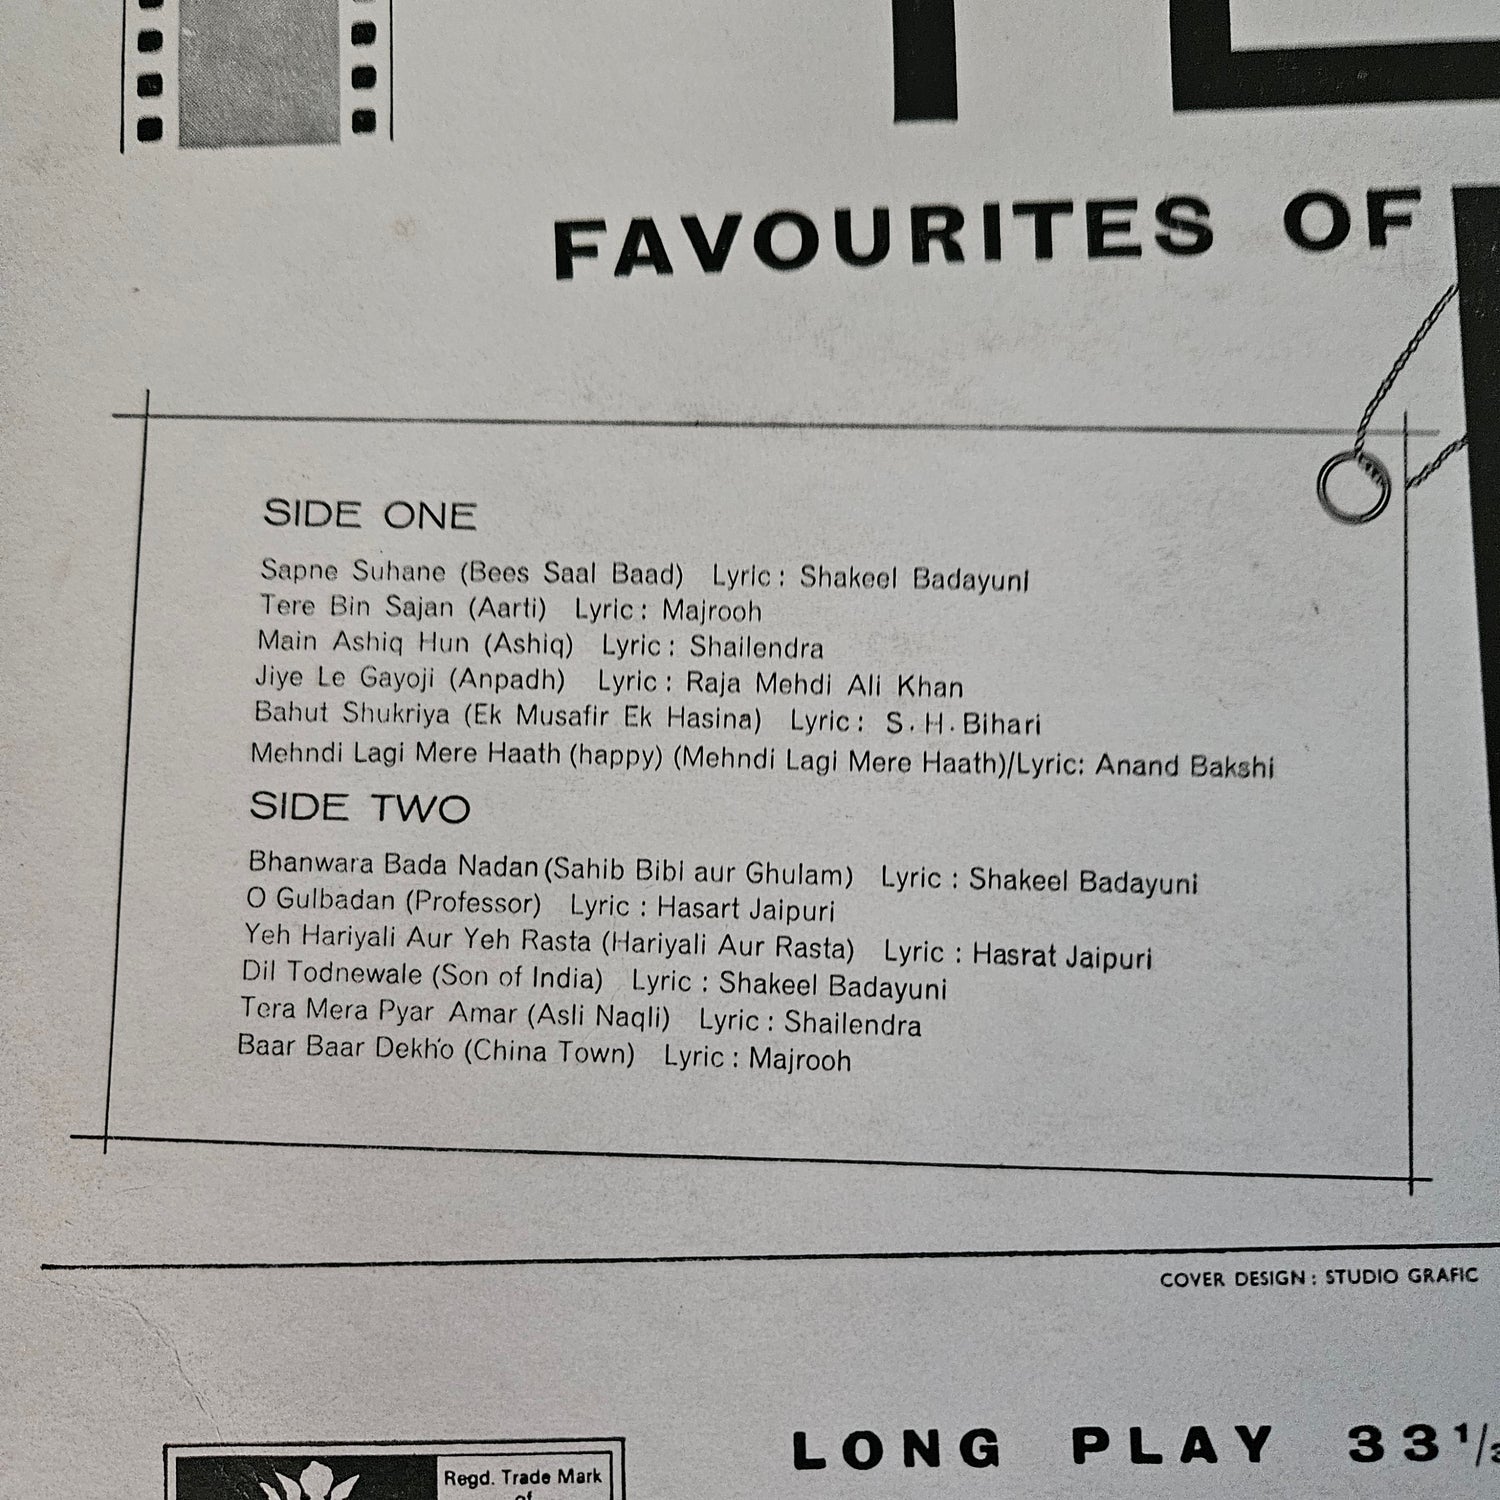 FAVOURITES OF
SIDE ONE
Sapne Suhane (Bees Saal Baad) Lyric : Shakeel Badayuni
Tere Bin Sajan (Aarti) Lyric : Majrooh
Main Ashiq Hun (Ashiq) Lyric : Shailendra
Jiye Le Gayoji (Anpadh) Lyric : Raja Mehdi Ali Khan
Bahut Shukriya (Ek Musafir Ek Hasina) Lyric : S. H. Bihari
Mehndi Lagi Mere Haath (happy) (Mehndi Lagi Mere Haath)/Lyric: Anand Bakshi
SIDE TWO
Bhanwara Bada Nadan (Sahib Bibi aur Ghulam) Lyric : Shakeel Badayuni
O Gulbadan (Professor) Lyric : Hasart Jaipuri
Yeh Hariyali Aur Yeh Rasta (Hariyali Aur Rasta) Lyric : Hasrat Jaipuri
Dil Todnewale (Son of India) Lyric : Shakeel Badayuni
Tera Mera Pyar Amar (Asli Naqli) Lyric : Shailendra
Baar Baar Dekho (China Town) Lyric : Majrooh
COVER DESIGN : STUDIO GRAFIC
LONG PLAY 33 1/3
Regd. Trade Mark
of